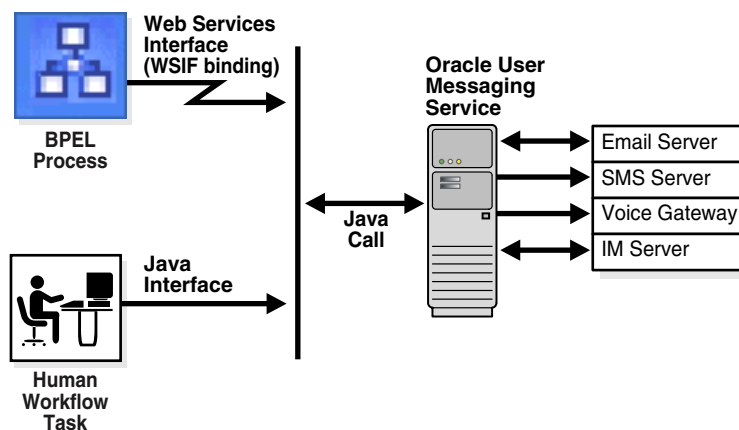 Web Services
Interface
(WSIF binding)
BPEL
Process
Oracle User
Messaging
Service
Email Server
SMS Server
Voice Gateway
IM Server
Java
Call
Java
Interface
Human
Workflow
Task